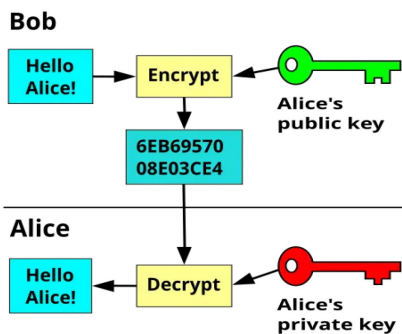 Bob
Hello
Alice!
Encrypt
Alice's
public key
6EB69570
08E03CE4
Alice
Hello
Alice!
Decrypt
Alice's
private key